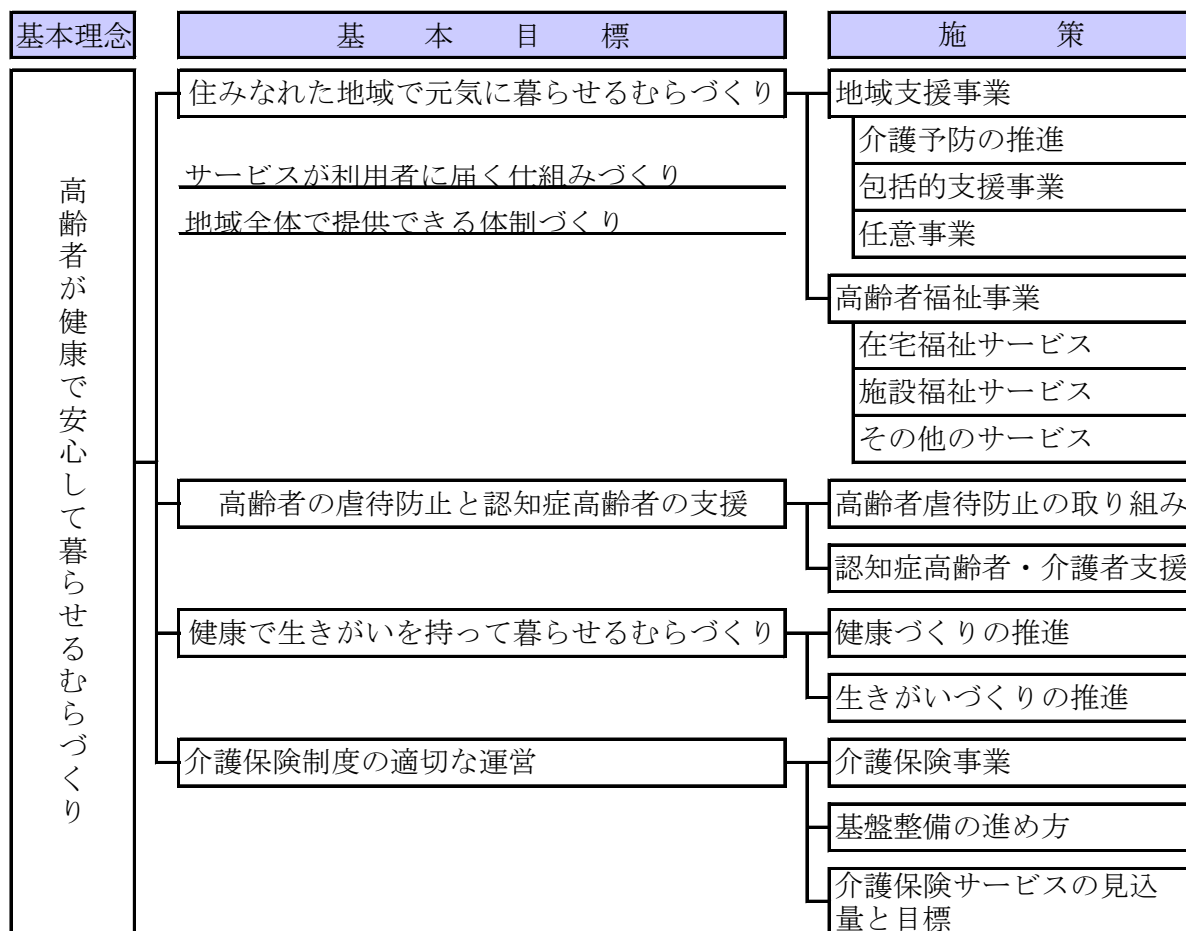 基本理念
基本目標
施策
高齢者が健康で安心して暮らせるむらづくり
住みなれた地域で元気に暮らせるむらづくり
サービスが利用者に届く仕組みづくり
地域全体で提供できる体制づくり
地域支援事業
介護予防の推進
包括的支援事業
任意事業
高齢者福祉事業
在宅福祉サービス
施設福祉サービス
その他のサービス
高齢者の虐待防止と認知症高齢者の支援
高齢者虐待防止の取り組み
認知症高齢者・介護者支援
健康で生きがいを持って暮らせるむらづくり
健康づくりの推進
生きがいづくりの推進
介護保険制度の適切な運営
介護保険事業
基盤整備の進め方
介護保険サービスの見込
量と目標